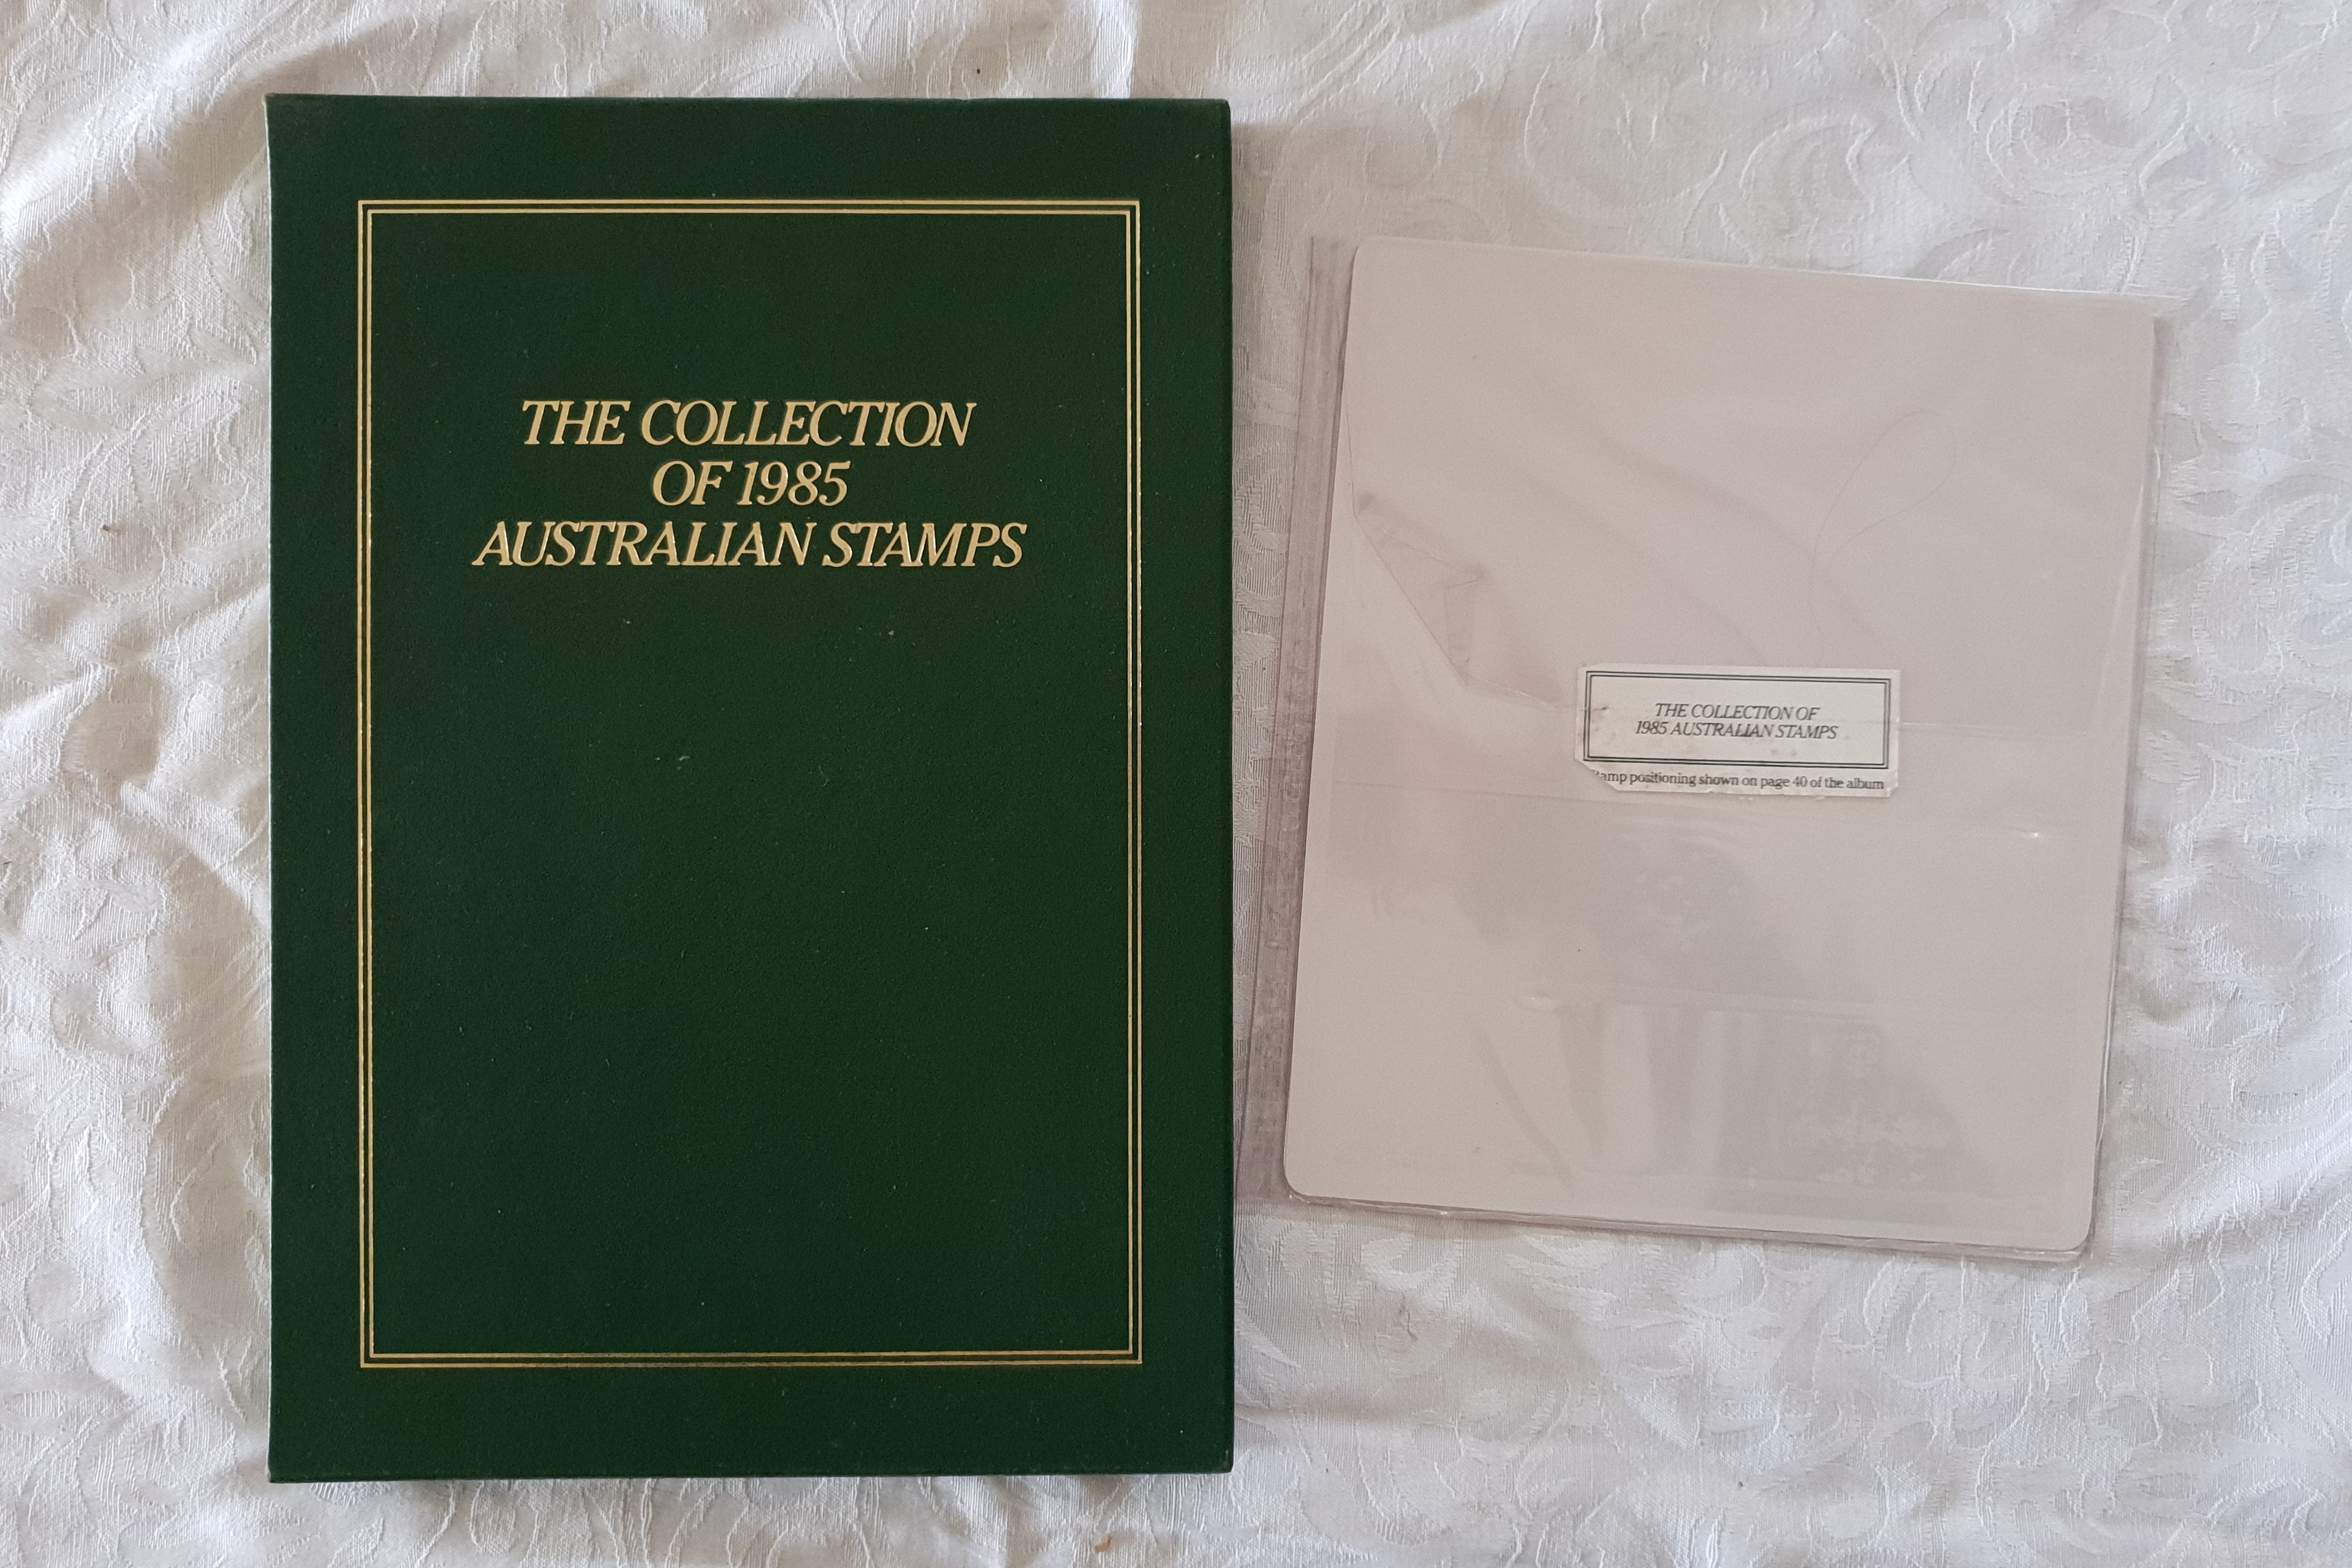 THE COLLECTION
OF 1985
AUSTRALIAN STAMPS
THE COLLECTION OF
1985 AUSTRALIAN STAMPS
positioning shown on page 40 of the album